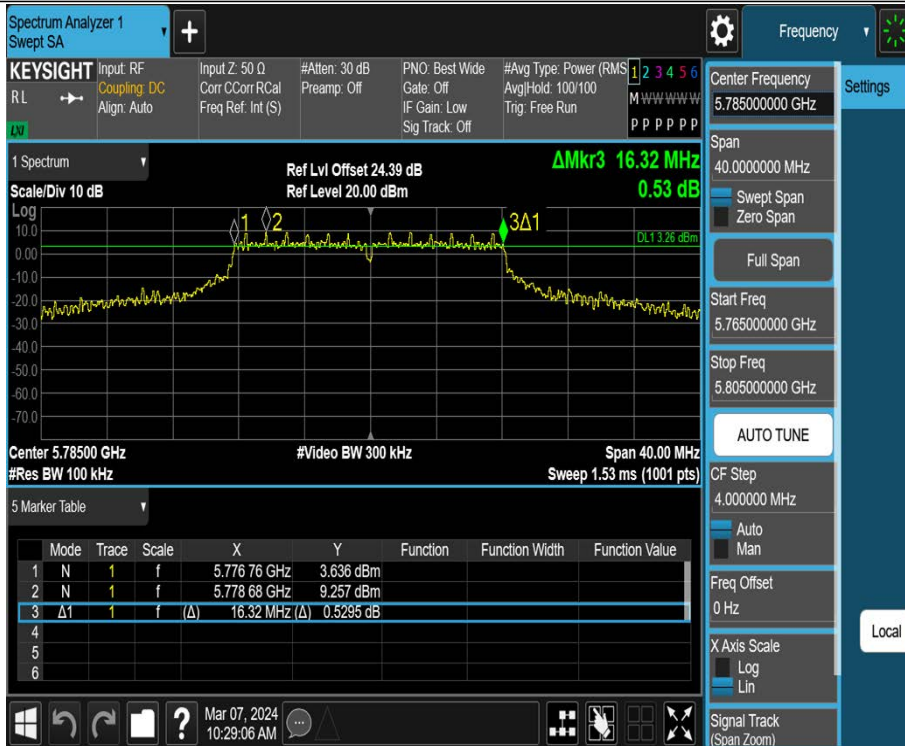 Spectrum Analyzer 1
Swept SA
+
Frequency
KEYSIGHT
RL
LXI
Input: RF
Coupling: DC
Align: Auto
Input Z: 50 Ω
Corr CCorr RCal
Freq Ref: Int (S)
#Atten: 30 dB
Preamp: Off
PNO: Best Wide
Gate: Off
IF Gain: Low
Sig Track: Off
#Avg Type: Power (RMS
Avg|Hold: 100/100
Trig: Free Run
1 2 3 4 5 6
M W W W W W
P P P P P P
1 Spectrum
Scale/Div 10 dB
Ref Lvl Offset 24.39 dB
Ref Level 20.00 dBm
ΔMkr3 16.32 MHz
0.53 dB
Log
10.0
0.00
-10.0
-20.0
-30.0
-40.0
-50.0
-60.0
-70.0
1
2
3Δ1
DL1 3.26 dBm
Center 5.78500 GHz
#Res BW 100 kHz
#Video BW 300 kHz
Span 40.00 MHz
Sweep 1.53 ms (1001 pts)
5 Marker Table
Mode Trace Scale X Y Function Function Width Function Value
1 N 1 f 5.776 76 GHz 3.636 dBm
2 N 1 f 5.778 68 GHz 9.257 dBm
3 Δ1 1 f (Δ) 16.32 MHz (Δ) 0.5295 dB
4
5
6
?
Mar 07, 2024
10:29:06 AM
Center Frequency
5.785000000 GHz
Span
40.0000000 MHz
Swept Span
Zero Span
Full Span
Start Freq
5.765000000 GHz
Stop Freq
5.805000000 GHz
AUTO TUNE
CF Step
4.000000 MHz
Auto
Man
Freq Offset
0 Hz
X Axis Scale
Log
Lin
Signal Track
(Span Zoom)
Settings
Local